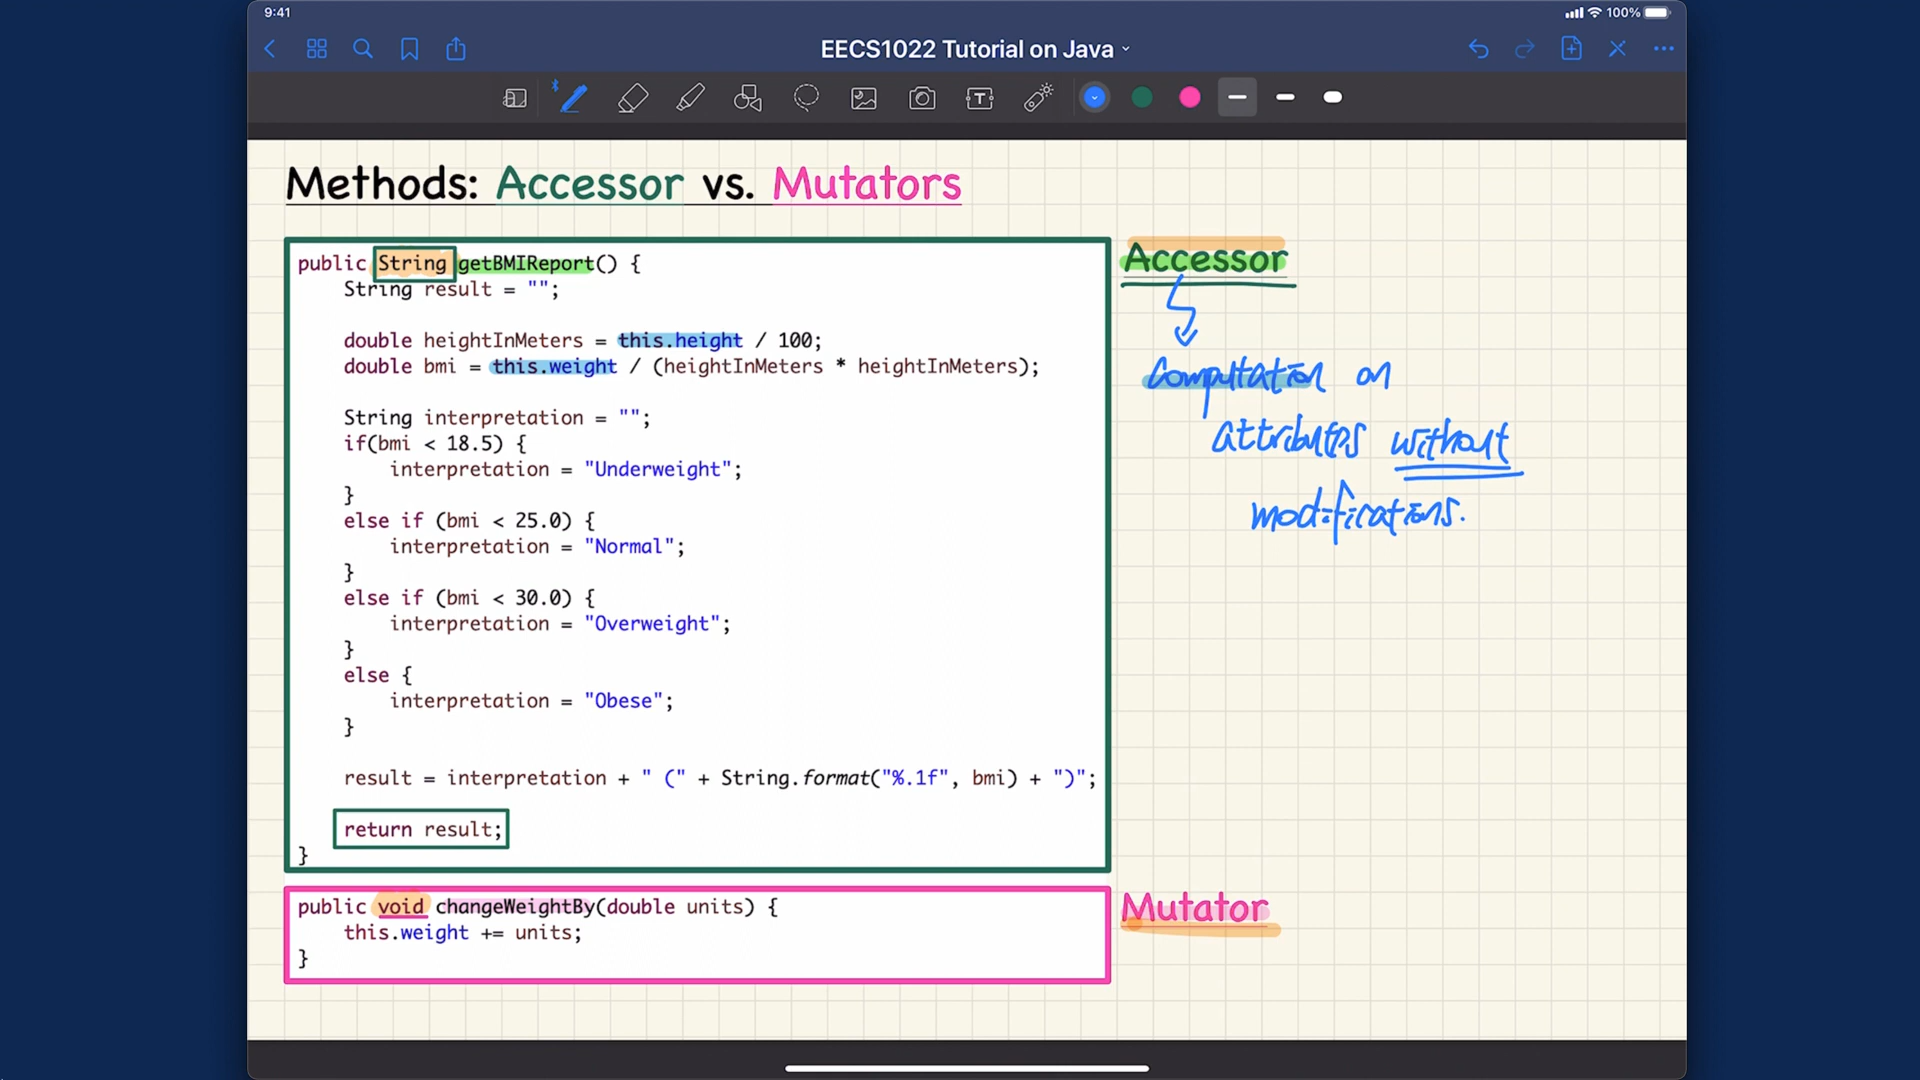 9:41
100%
EECS1022 Tutorial on Java
T
Methods: Accessor vs. Mutators
public String getBMIReport() {
    String result = "";
    double heightInMeters = this.height / 100;
    double bmi = this.weight / (heightInMeters * heightInMeters);
    String interpretation = "";
    if(bmi < 18.5) {
        interpretation = "Underweight";
    }
    else if (bmi < 25.0) {
        interpretation = "Normal";
    }
    else if (bmi < 30.0) {
        interpretation = "Overweight";
    }
    else {
        interpretation = "Obese";
    }
    result = interpretation + " (" + String.format("%.1f", bmi) + ")";
    return result;
}
Accessor
Computation on
attributes without
modifications.
public void changeWeightBy(double units) {
    this.weight += units;
}
Mutator